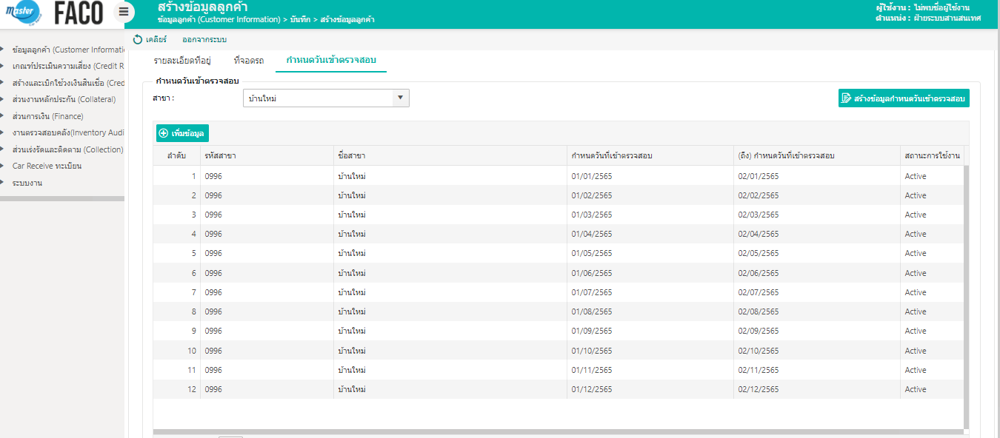 Master FACO
สร้างข้อมูลลูกค้า
ข้อมูลลูกค้า (Customer Information) > บันทึก > สร้างข้อมูลลูกค้า
ผู้ใช้งาน : ไม่พบชื่อผู้ใช้งาน
ตำแหน่ง : ฝ่ายระบบสานสนเทศ
เคลียร์ ออกจากระบบ
ข้อมูลลูกค้า (Customer Informati
เกณฑ์ประเมินความเสี่ยง (Credit R
สร้างและเบิกใช้วงเงินสินเชื่อ (Cred
ส่วนงานหลักประกัน (Collateral)
ส่วนการเงิน (Finance)
งานตรวจสอบคลัง(Inventory Audi
ส่วนเร่งรัดและติดตาม (Collection)
Car Receive ทะเบียน
ระบบงาน
รายละเอียดที่อยู่ ที่จอดรถ กำหนดวันเข้าตรวจสอบ
กำหนดวันเข้าตรวจสอบ
สาขา : บ้านใหม่ สร้างข้อมูลกำหนดวันเข้าตรวจสอบ
เพิ่มข้อมูล
ลำดับ รหัสสาขา ชื่อสาขา กำหนดวันที่เข้าตรวจสอบ (ถึง) กำหนดวันที่เข้าตรวจสอบ สถานะการใช้งาน
1 0996 บ้านใหม่ 01/01/2565 02/01/2565 Active
2 0996 บ้านใหม่ 01/02/2565 02/02/2565 Active
3 0996 บ้านใหม่ 01/03/2565 02/03/2565 Active
4 0996 บ้านใหม่ 01/04/2565 02/04/2565 Active
5 0996 บ้านใหม่ 01/05/2565 02/05/2565 Active
6 0996 บ้านใหม่ 01/06/2565 02/06/2565 Active
7 0996 บ้านใหม่ 01/07/2565 02/07/2565 Active
8 0996 บ้านใหม่ 01/08/2565 02/08/2565 Active
9 0996 บ้านใหม่ 01/09/2565 02/09/2565 Active
10 0996 บ้านใหม่ 01/10/2565 02/10/2565 Active
11 0996 บ้านใหม่ 01/11/2565 02/11/2565 Active
12 0996 บ้านใหม่ 01/12/2565 02/12/2565 Active